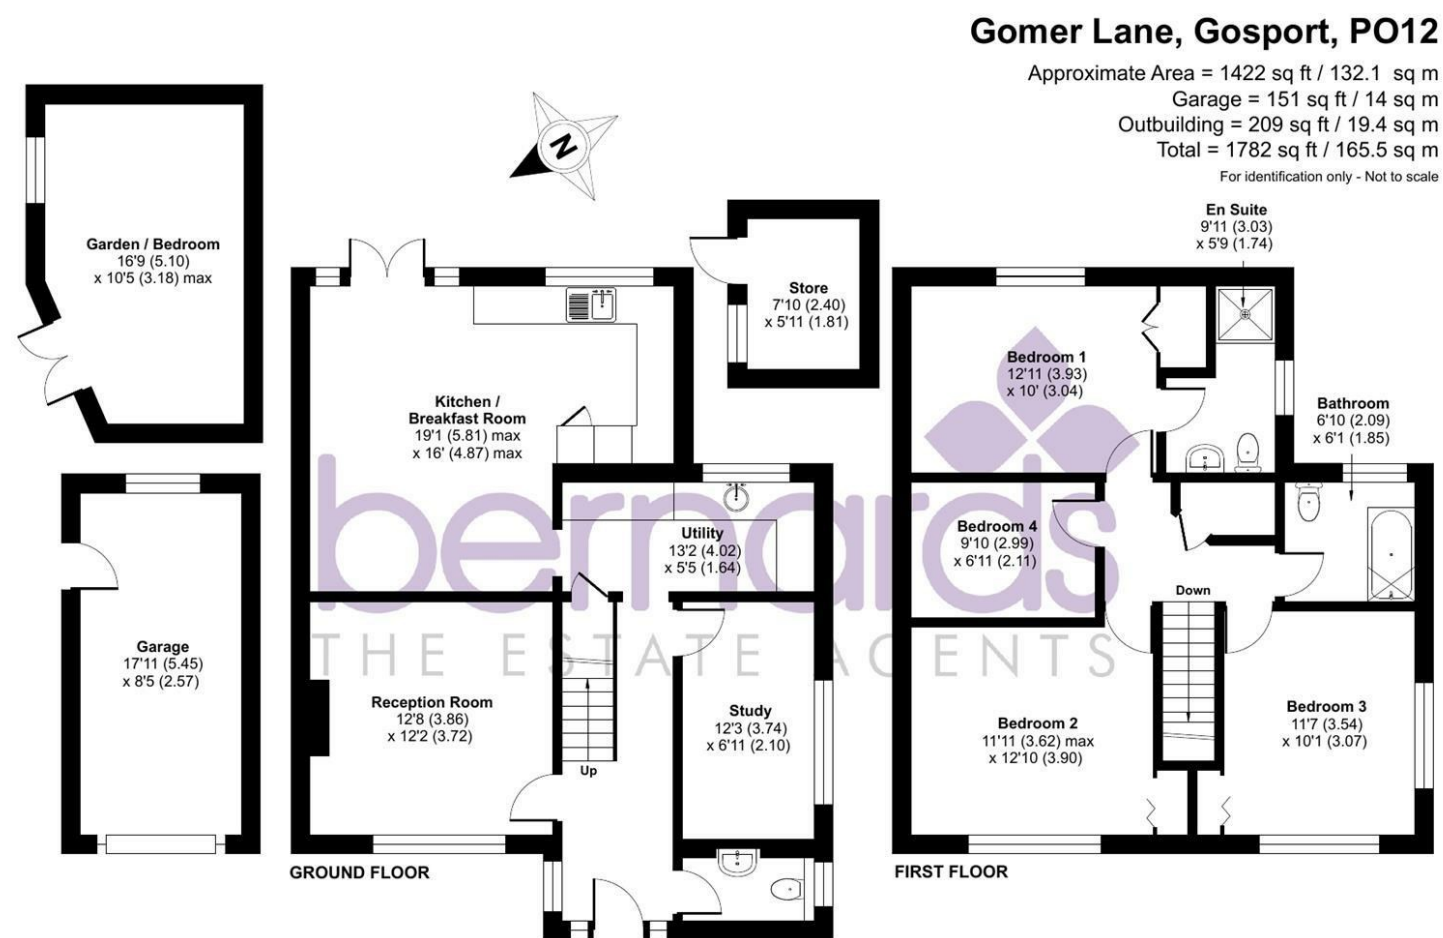 Gomer Lane, Gosport, PO12
Approximate Area = 1422 sq ft / 132.1 sq m
Garage = 151 sq ft / 14 sq m
Outbuilding = 209 sq ft / 19.4 sq m
Total = 1782 sq ft / 165.5 sq m
For identification only - Not to scale
N
Garden / Bedroom
16'9 (5.10)
x 10'5 (3.18) max
Garage
17'11 (5.45)
x 8'5 (2.57)
Store
7'10 (2.40)
x 5'11 (1.81)
Kitchen /
Breakfast Room
19'1 (5.81) max
x 16' (4.87) max
Utility
13'2 (4.02)
x 5'5 (1.64)
Reception Room
12'8 (3.86)
x 12'2 (3.72)
Up
Study
12'3 (3.74)
x 6'11 (2.10)
GROUND FLOOR
En Suite
9'11 (3.03)
x 5'9 (1.74)
Bedroom 1
12'11 (3.93)
x 10' (3.04)
Bathroom
6'10 (2.09)
x 6'1 (1.85)
Bedroom 4
9'10 (2.99)
x 6'11 (2.11)
Down
Bedroom 2
11'11 (3.62) max
x 12'10 (3.90)
Bedroom 3
11'7 (3.54)
x 10'1 (3.07)
FIRST FLOOR
bernards
THE ESTATE AGENTS